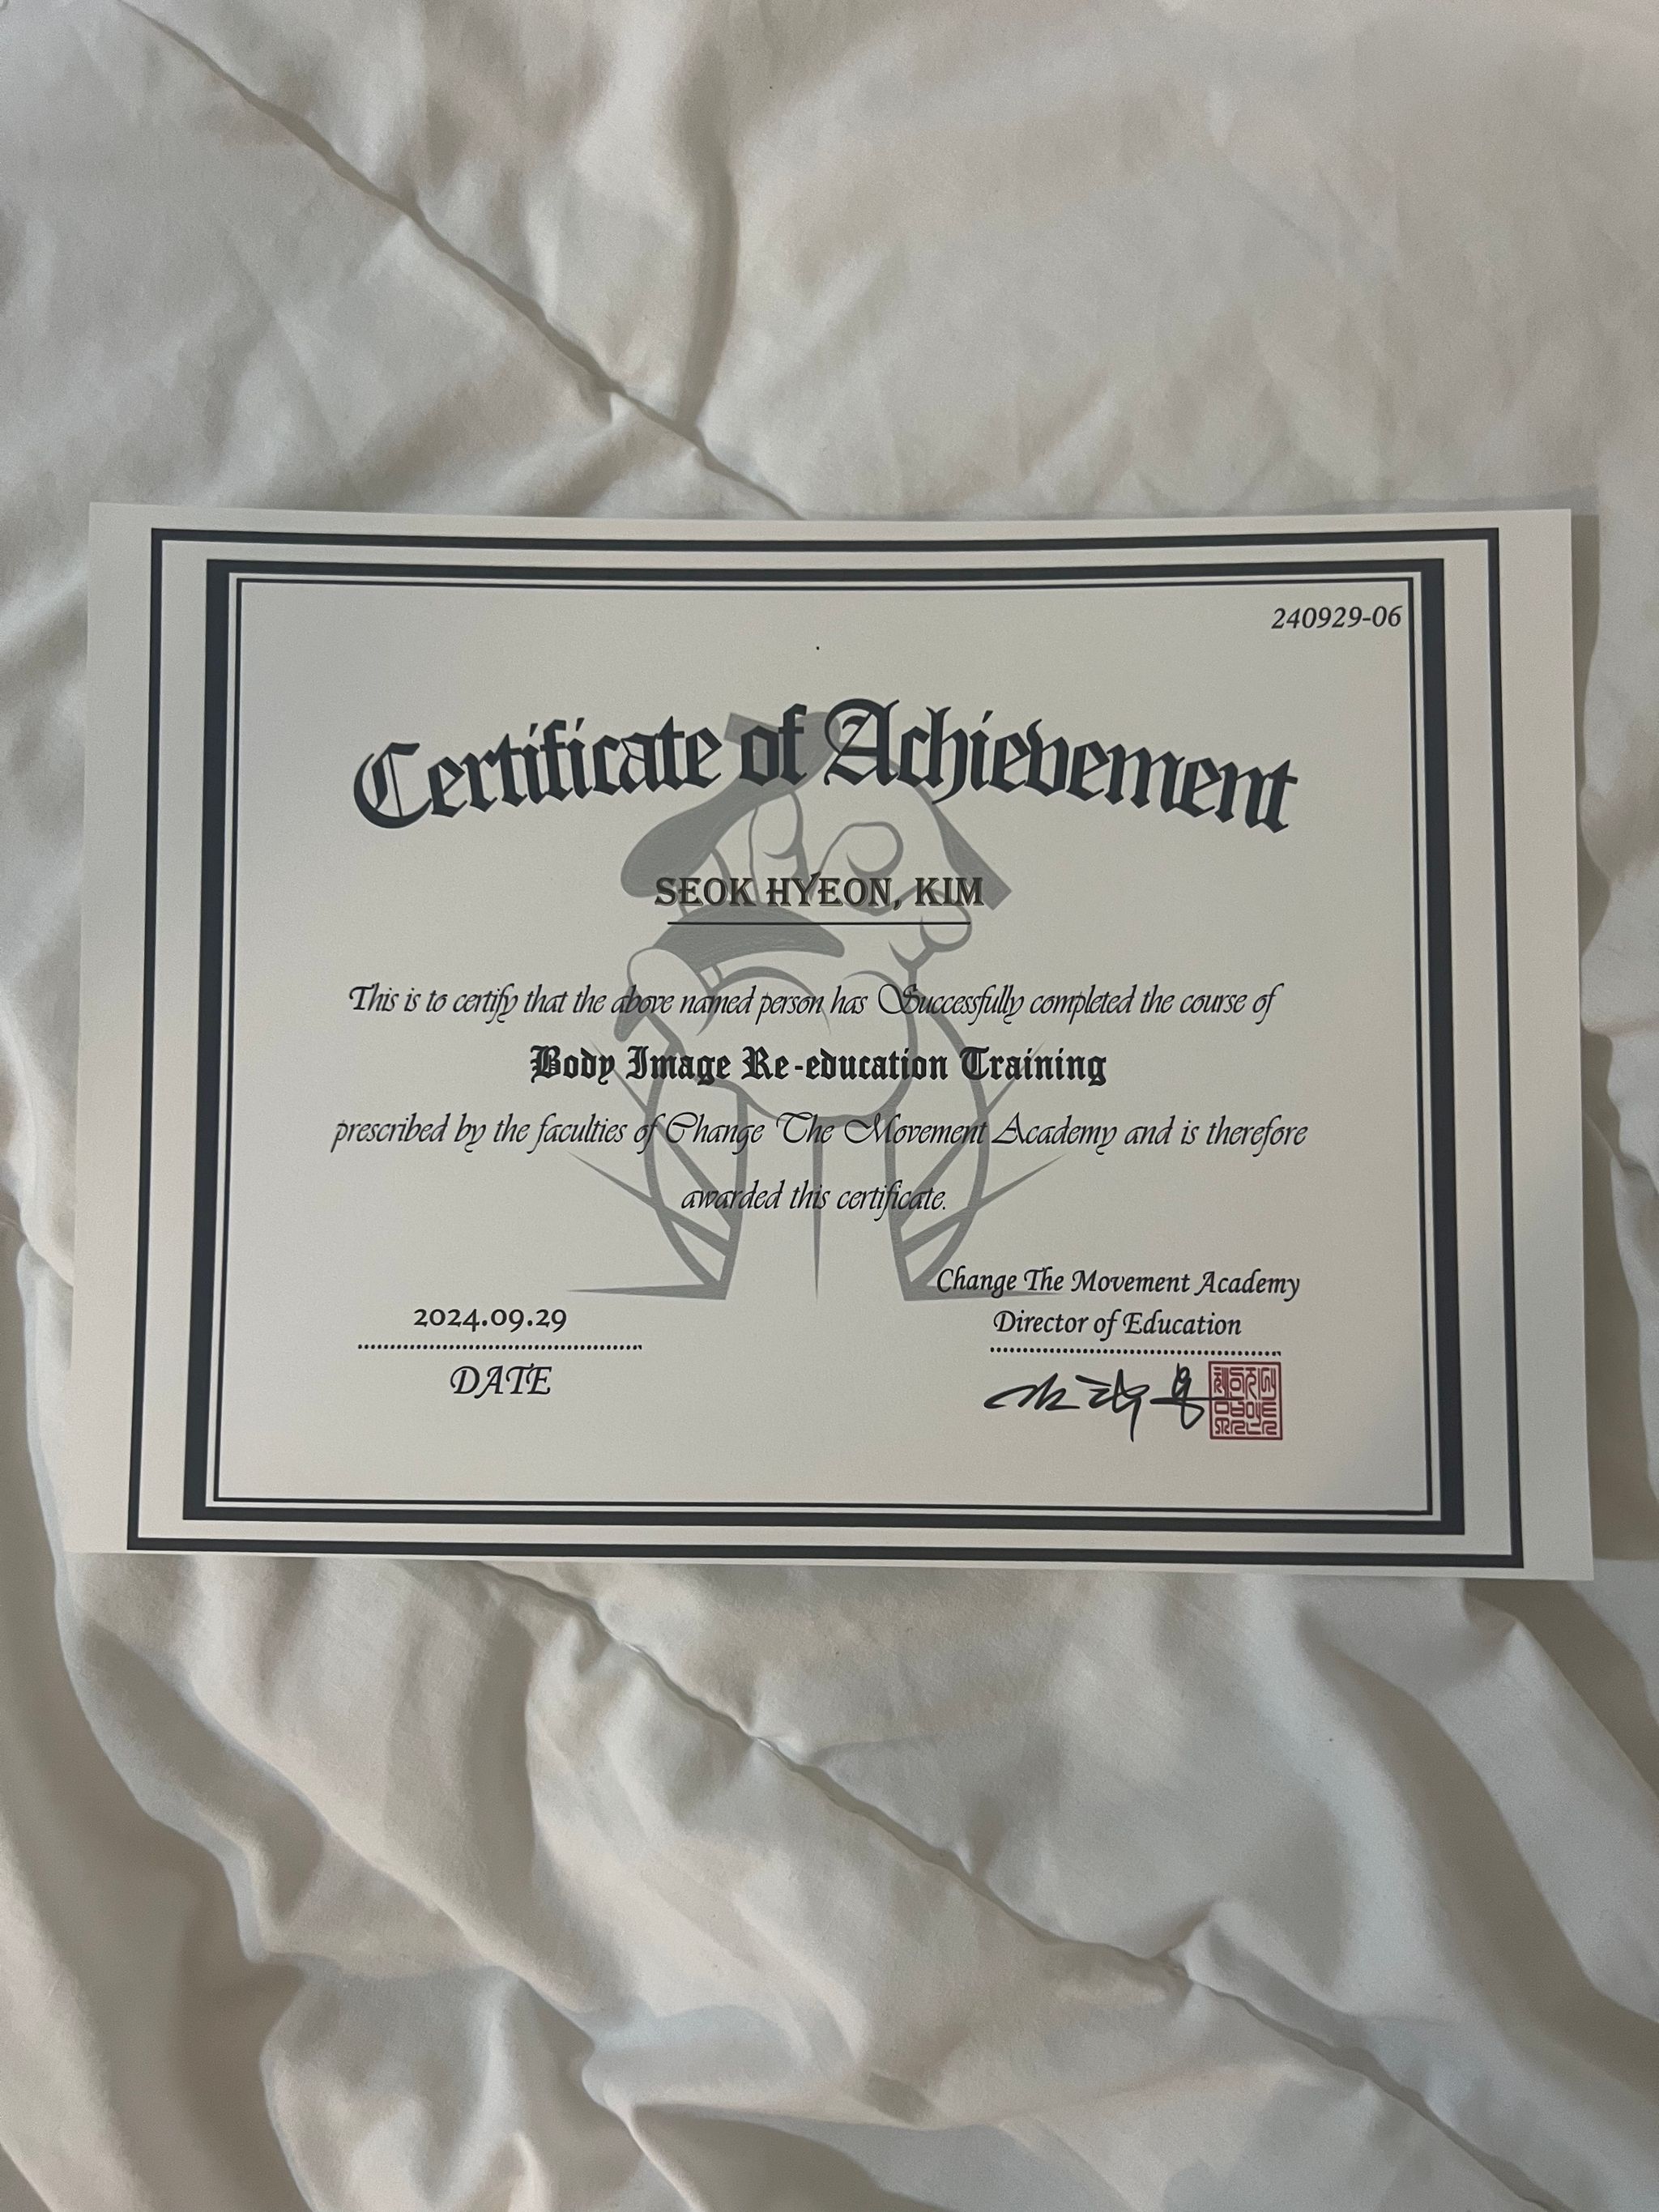 240929-06
Certificate of Achievement
SEOK HYEON, KIM
This is to certify that the above named person has Successfully completed the course of
Body Image Re-education Training
prescribed by the faculties of Change The Movement Academy and is therefore
awarded this certificate.
Change The Movement Academy
2024.09.29
Director of Education
DATE